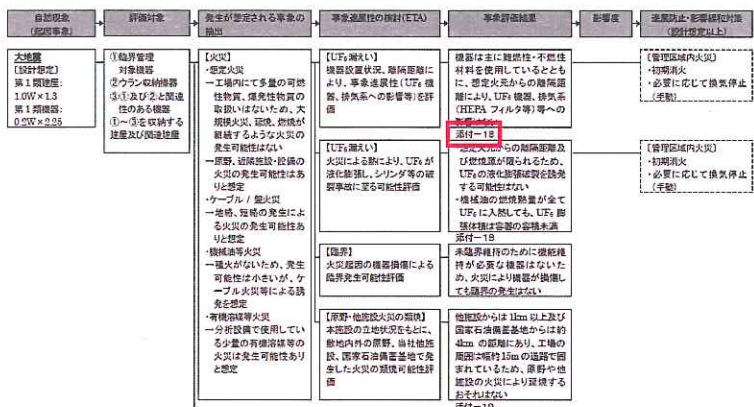 自然現象
(起因事象)
評価対象
発生が想定される事象の
抽出
事象進展性の検討(ETA)
事象評価結果
影響度
進展防止・影響緩和対策
(設計想定以上)
大地震
[設計想定]
第1類建屋:
1.0W×1.3
第1類機器:
0.2W×2.25
①臨界管理
対象機器
②ウラン収納機器
③①及び②と関連
性のある機器
①~③を収納する
建屋及び関連建屋
【火災】
・想定火災
→工場内にて多量の可燃
性物質、爆発性物質の
取扱いはないため、大
規模火災、延焼、燃焼が
継続するような火災の
発生可能性はない
→原野、近隣施設・設備の
火災の発生可能性はあ
りと想定
・ケーブル/盤火災
→地絡、短絡の発生によ
る火災の発生可能性あ
りと想定
・機械油等火災
→種火がないため、発生
可能性は小さいが、ケー
ブル火災等による誘
発を想定
・有機溶媒等火災
→分析設備で使用してい
る少量の有機溶媒等の
火災は発生可能性あり
と想定
【UF₆漏えい】
機器設置状況、離隔距離に
より、事象進展性(UF₆機
器、排気系への影響等)を評
価
機器は主に難燃性・不燃性
材料を使用しているととも
に、想定火元からの離隔距
離により、UF₆機器、排気系
(HEPAフィルタ等)等への
影響はない
添付-18
【管理区域内火災】
・初期消火
・必要に応じて換気停止
(手動)
【UF₆漏えい】
火災による熱により、UF₆が
液化膨張し、シリンダ等の破
裂事故に至る可能性評価
・想定火元からの離隔距離及
び燃焼源が限られるため、
UF₆の液化膨張破裂を誘発
する可能性はない
・機械油の燃焼熱量が全て
UF₆に入熱しても、UF₆膨
張体積は容器の容積未満
添付-18
【管理区域内火災】
・初期消火
・必要に応じて換気停止
(手動)
【臨界】
火災起因の機器損傷による
臨界発生可能性評価
未臨界維持のために機能維
持が必要な機器はないた
め、火災により機器が損傷し
ても臨界の発生はない
【原野・他施設火災の類焼】
本施設の立地状況をもとに、
敷地内外の原野、当社他施
設、国家石油備蓄基地で発
生した火災の類焼可能性評
価
他施設からは1km以上及び
国家石油備蓄基地からは約
4kmの距離にあり、工場の
周囲は幅約15mの道路で囲
まれているため、原野や他
施設の火災により延焼する
おそれはない
添付-19